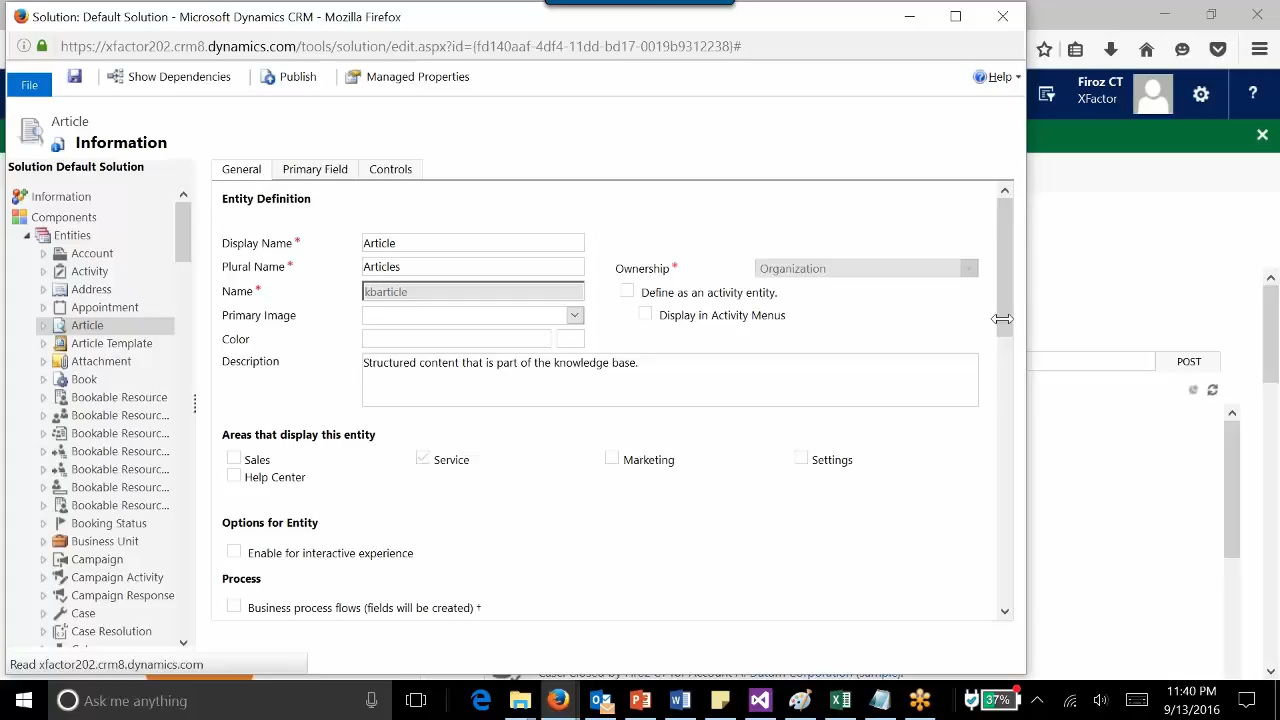 Solution: Default Solution - Microsoft Dynamics CRM - Mozilla Firefox
https://xfactor202.crm8.dynamics.com/tools/solution/edit.aspx?id={fd140aaf-4df4-11dd-bd17-0019b9312238}#
File
Show Dependencies
Publish
Managed Properties
Help
Firoz CT
XFactor
?
Article
Information
Solution Default Solution
Information
Components
Entities
Account
Activity
Address
Appointment
Article
Article Template
Attachment
Book
Bookable Resource
Bookable Resourc...
Bookable Resourc...
Bookable Resourc...
Bookable Resourc...
Bookable Resourc...
Bookable Resourc...
Booking Status
Business Unit
Campaign
Campaign Activity
Campaign Response
Case
Case Resolution
General
Primary Field
Controls
Entity Definition
Display Name *
Article
Plural Name *
Articles
Ownership *
Organization
Name *
kbarticle
Define as an activity entity.
Primary Image
Display in Activity Menus
Color
Description
Structured content that is part of the knowledge base.
POST
Areas that display this entity
Sales
Service
Marketing
Settings
Help Center
Options for Entity
Enable for interactive experience
Process
Business process flows (fields will be created) †
Read xfactor202.crm8.dynamics.com
Ask me anything
37%
11:40 PM
9/13/2016